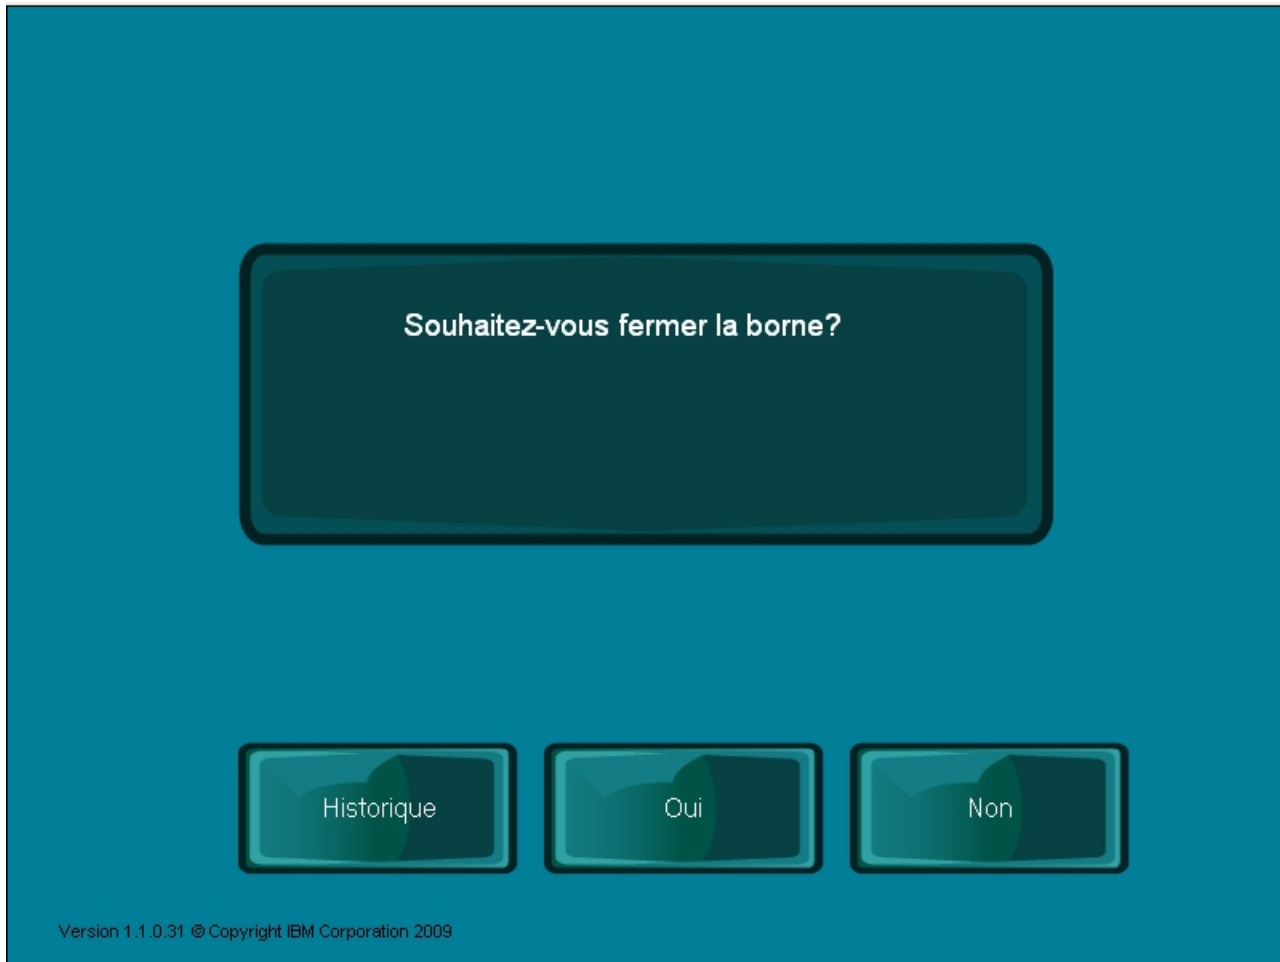 Souhaitez-vous fermer la borne?
Historique
Oui
Non
Version 1.1.0.31 © Copyright IBM Corporation 2009